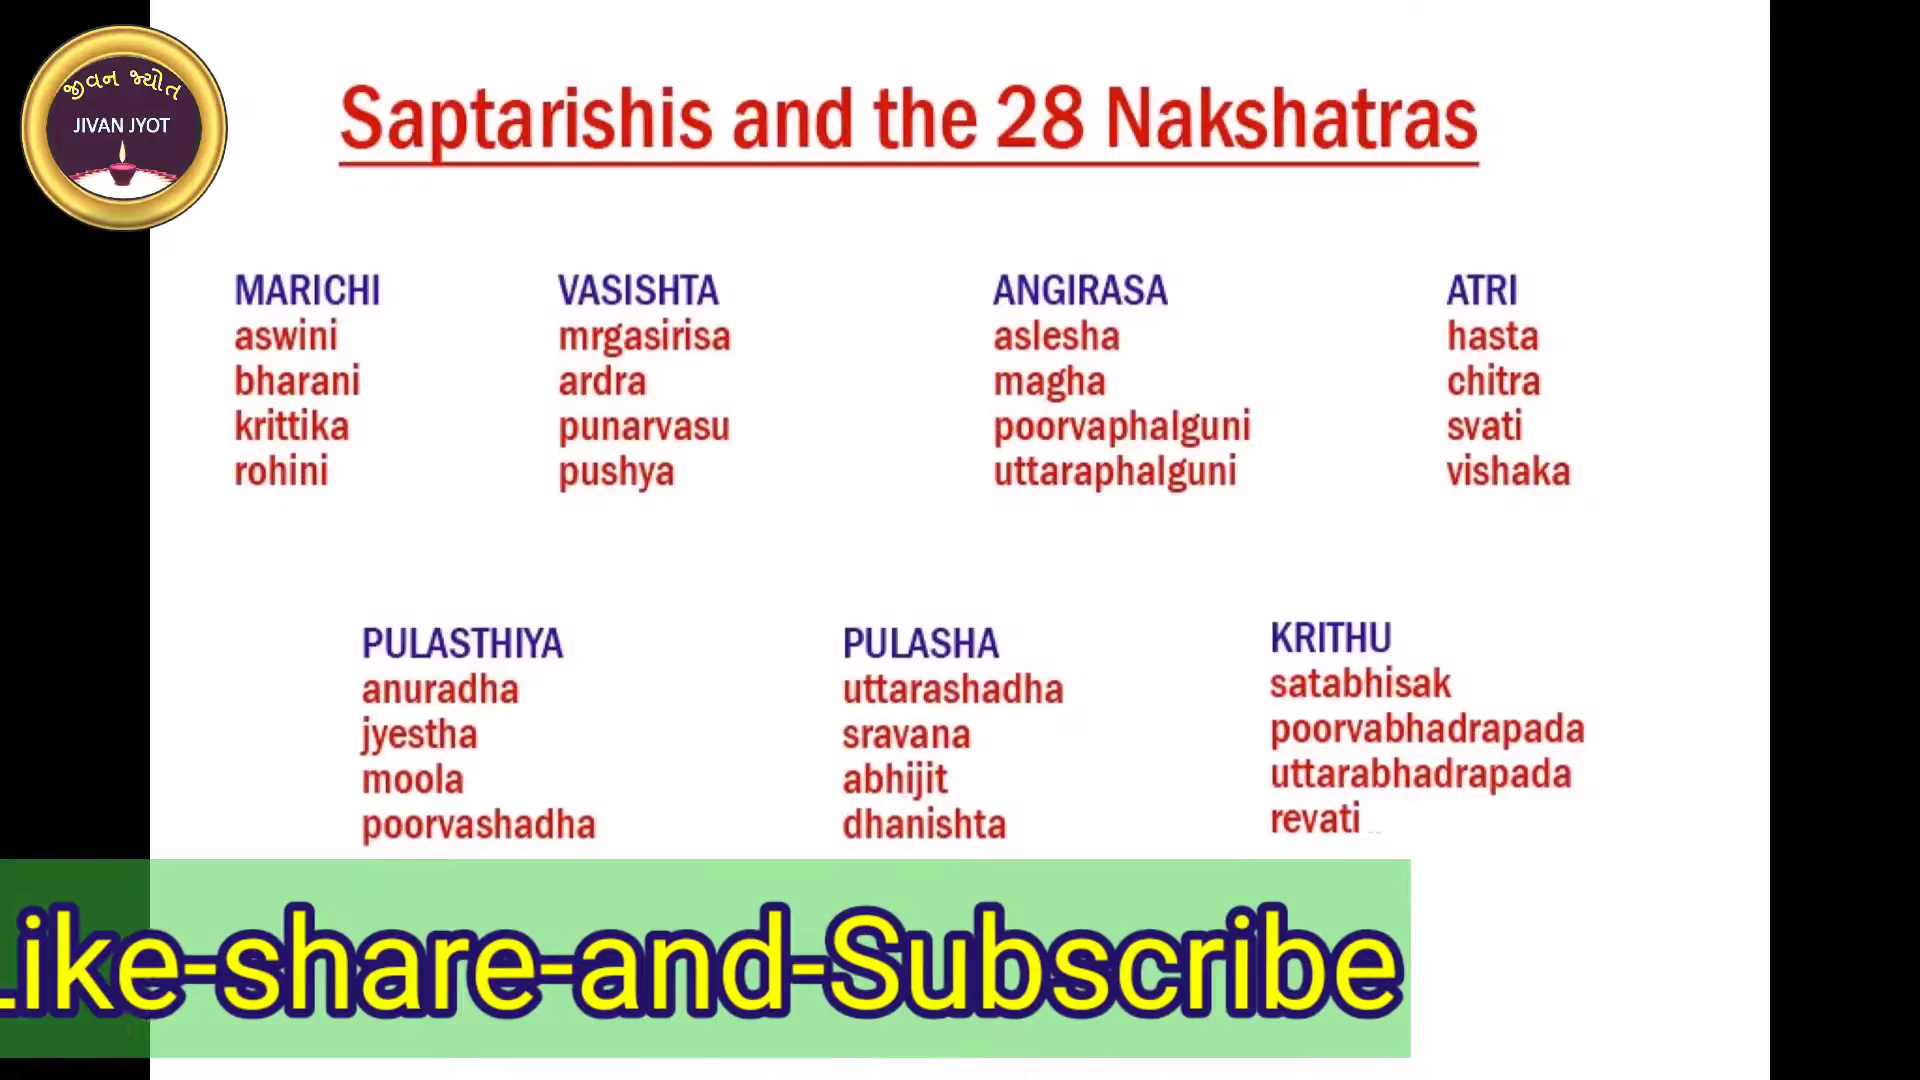 જીવન જ્યોત
JIVAN JYOT
Saptarishis and the 28 Nakshatras
MARICHI
aswini
bharani
krittika
rohini
VASISHTA
mrgasirisa
ardra
punarvasu
pushya
ANGIRASA
aslesha
magha
poorvaphalguni
uttaraphalguni
ATRI
hasta
chitra
svati
vishaka
PULASTHIYA
anuradha
jyestha
moola
poorvashadha
PULASHA
uttarashadha
sravana
abhijit
dhanishta
KRITHU
satabhisak
poorvabhadrapada
uttarabhadrapada
revati
Like-share-and-Subscribe